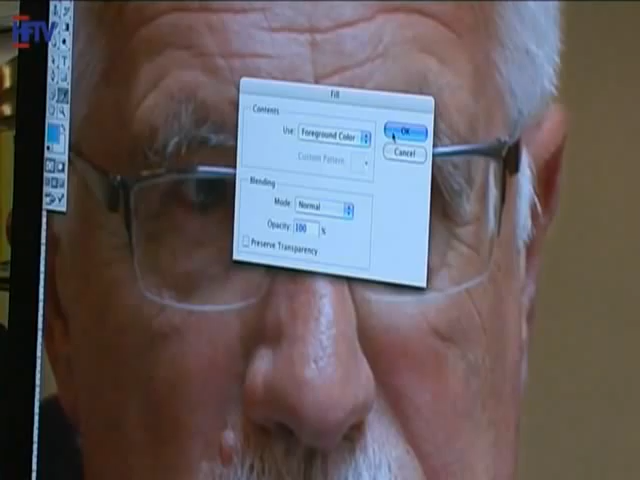 HFTV
Fill
Contents
Use: Foreground Color
OK
Custom Pattern:
Cancel
Blending
Mode: Normal
Opacity: 100 %
Preserve Transparency